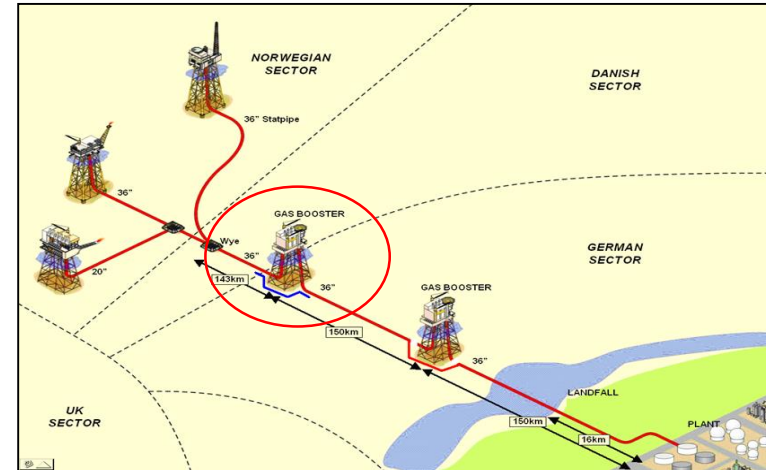 NORWEGIAN
SECTOR
DANISH
SECTOR
36" Statpipe
36"
GAS BOOSTER
Wye
20"
36"
143km
36"
GERMAN
SECTOR
GAS BOOSTER
150km
36"
LANDFALL
UK
SECTOR
150km
16km
PLANT